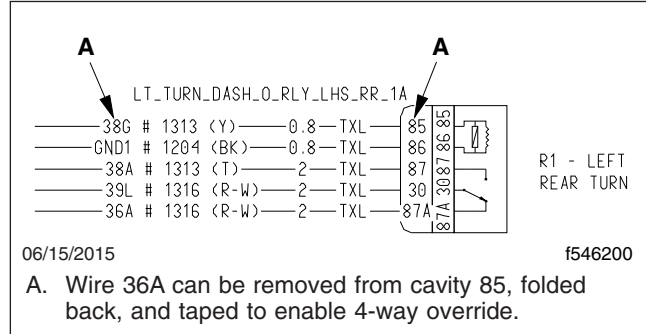 A A
LT_TURN_DASH_O_RLY_LHS_RR_1A
38G # 1313 (Y) 0.8 TXL 85 85
GND1 # 1204 (BK) 0.8 TXL 86 86
38A # 1313 (T) 2 TXL 87 87
39L # 1316 (R-W) 2 TXL 30 30
36A # 1316 (R-W) 2 TXL 87A 87A
R1 - LEFT
REAR TURN
06/15/2015 f546200
A. Wire 36A can be removed from cavity 85, folded
back, and taped to enable 4-way override.